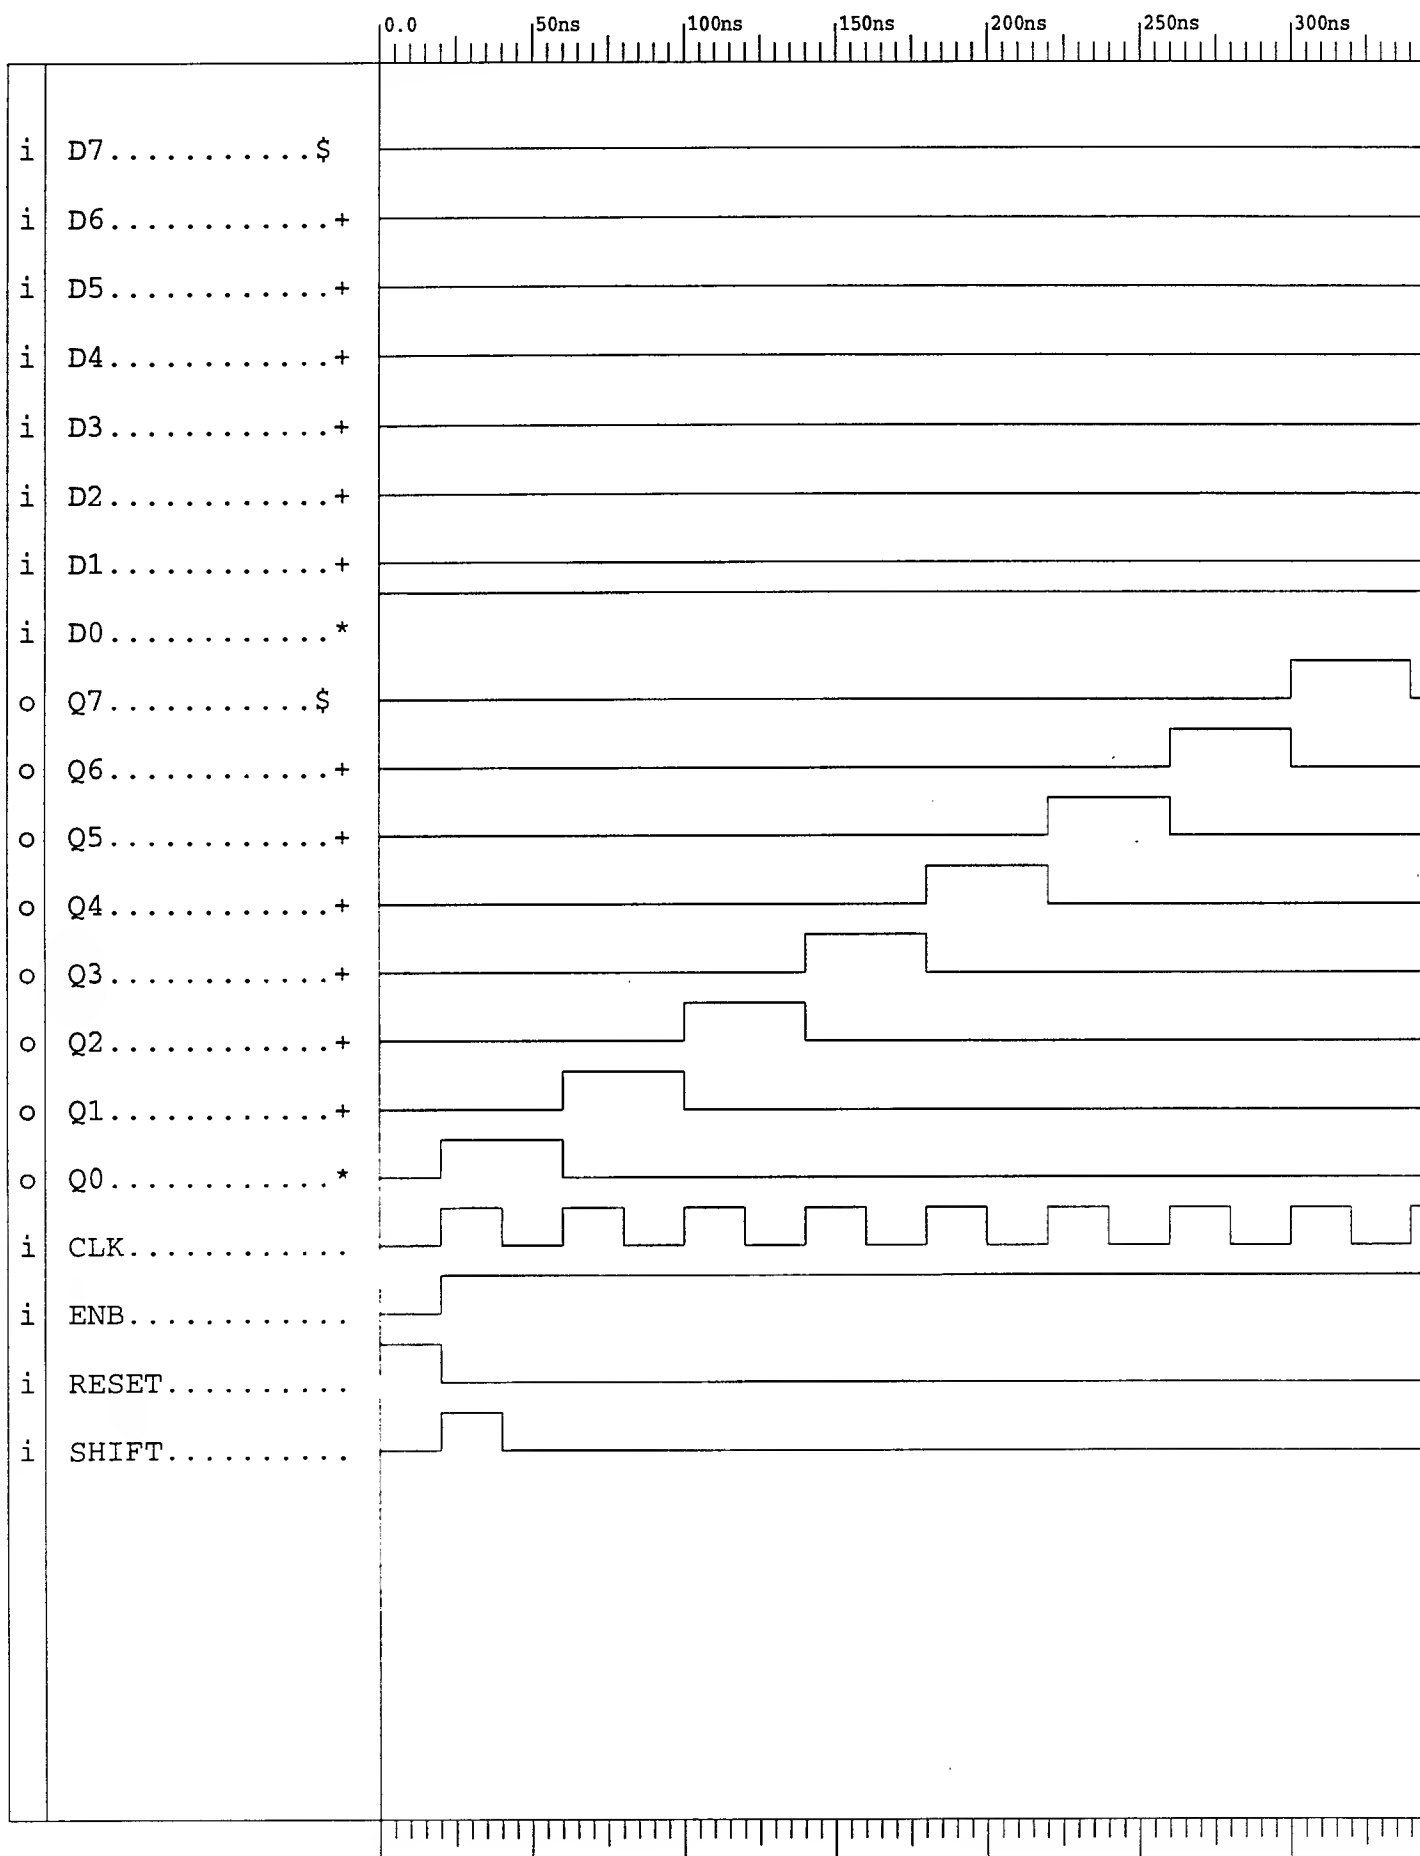 0.0 50ns 100ns 150ns 200ns 250ns 300ns
i D7...........$
i D6............+
i D5............+
i D4............+
i D3............+
i D2............+
i D1............+
i D0............*
o Q7...........$
o Q6............+
o Q5............+
o Q4............+
o Q3............+
o Q2............+
o Q1............+
o Q0............*
i CLK............
i ENB............
i RESET..........
i SHIFT..........